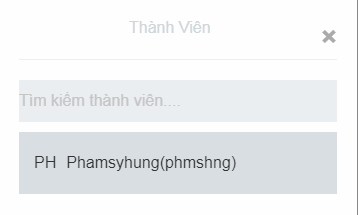 Thành Viên
Tìm kiếm thành viên....
PH Phamsyhung(phmshng)